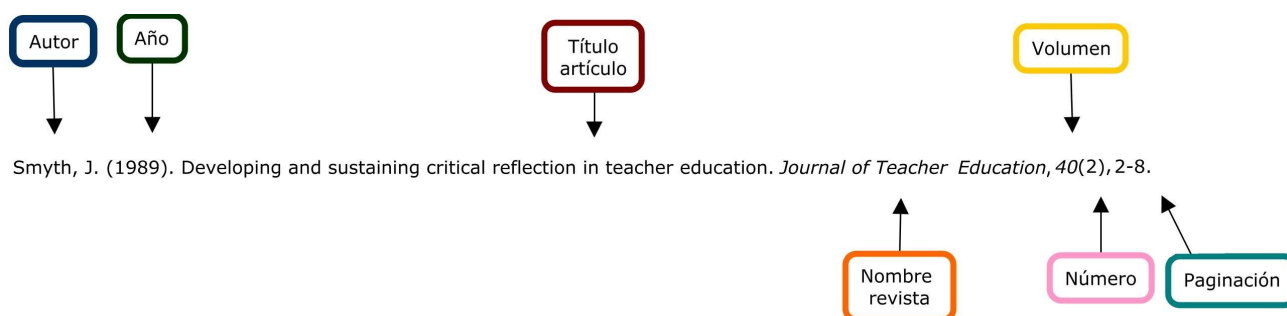 Autor
Año
Título
artículo
Volumen
Smyth, J. (1989). Developing and sustaining critical reflection in teacher education. Journal of Teacher Education, 40(2), 2-8.
Nombre
revista
Número
Paginación